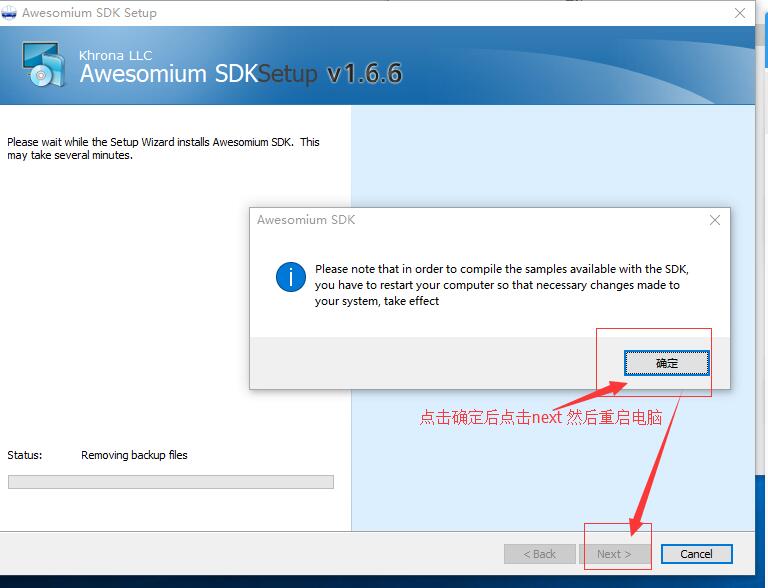 Awesomium SDK Setup
Khrona LLC
Awesomium SDKSetup v1.6.6
Please wait while the Setup Wizard installs Awesomium SDK. This
may take several minutes.
Awesomium SDK
Please note that in order to compile the samples available with the SDK,
you have to restart your computer so that necessary changes made to
your system, take effect
确定
点击确定后点击next 然后重启电脑
Status: Removing backup files
< Back Next > Cancel